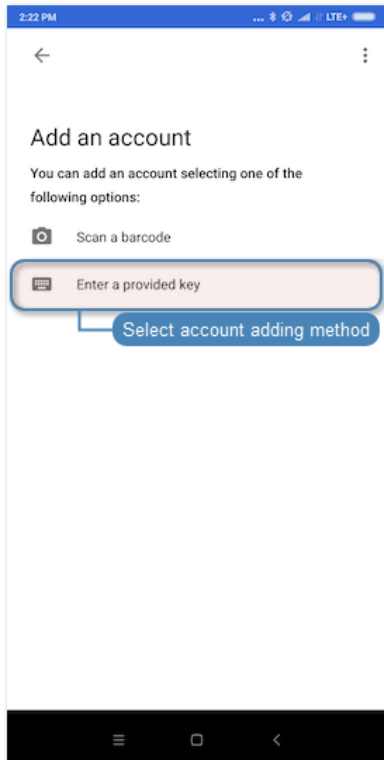 2:22 PM ... LTE+
Add an account
You can add an account selecting one of the
following options:
Scan a barcode
Enter a provided key
Select account adding method